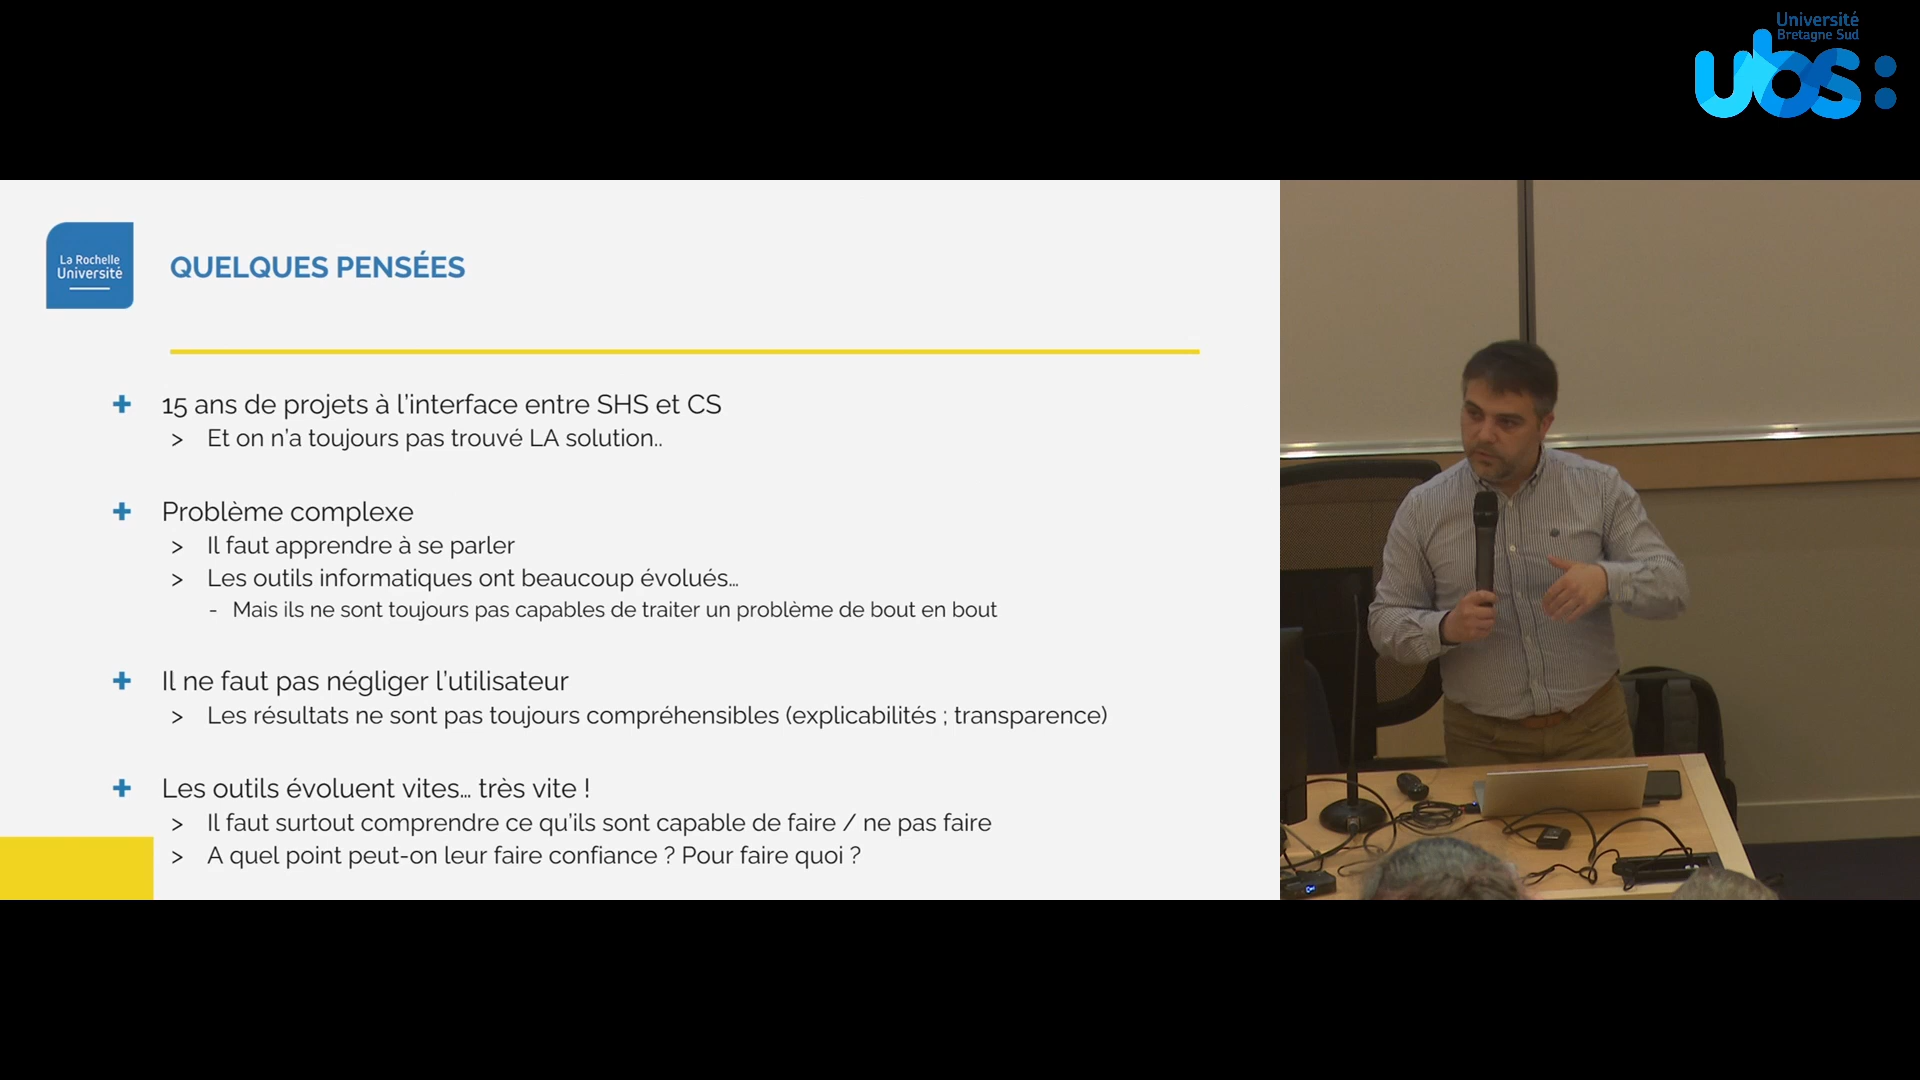 Université
Bretagne Sud
ubs:
La Rochelle
Université
QUELQUES PENSÉES
+ 15 ans de projets à l'interface entre SHS et CS
> Et on n'a toujours pas trouvé LA solution..
+ Problème complexe
> Il faut apprendre à se parler
> Les outils informatiques ont beaucoup évolués…
- Mais ils ne sont toujours pas capables de traiter un problème de bout en bout
+ Il ne faut pas négliger l'utilisateur
> Les résultats ne sont pas toujours compréhensibles (explicabilités ; transparence)
+ Les outils évoluent vites… très vite !
> Il faut surtout comprendre ce qu'ils sont capable de faire / ne pas faire
> A quel point peut-on leur faire confiance ? Pour faire quoi ?